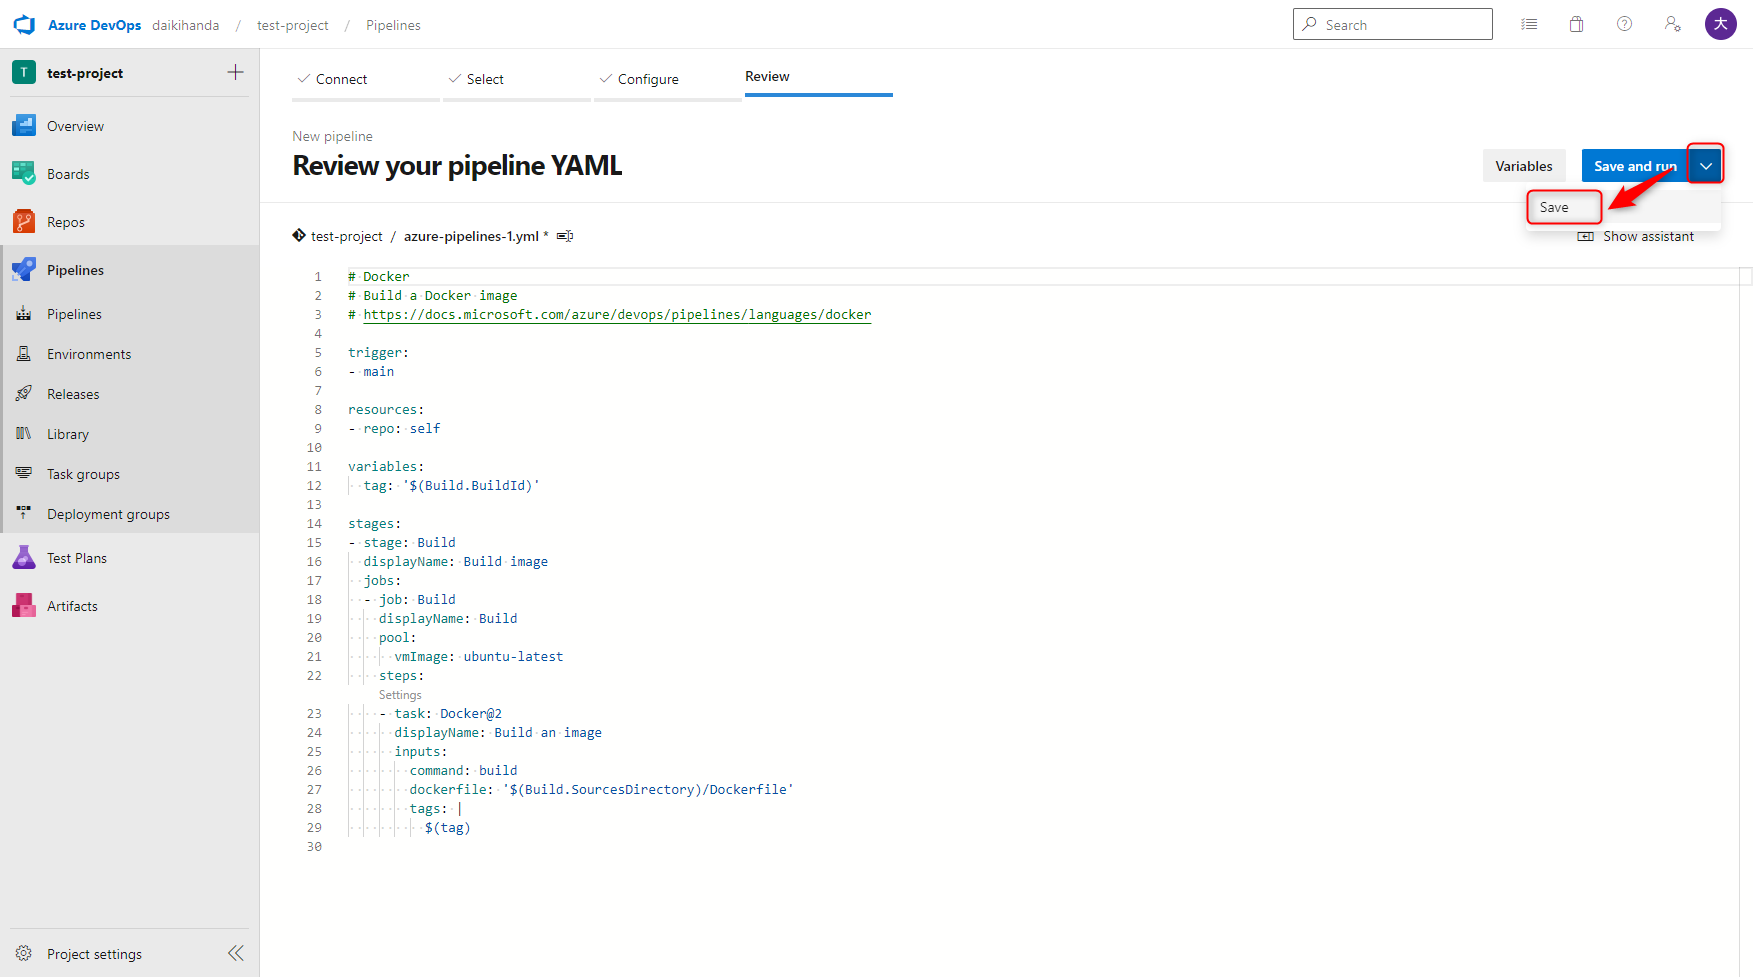 Azure DevOps daikihanda / test-project / Pipelines
Search
大
T test-project
Overview
Boards
Repos
Pipelines
Pipelines
Environments
Releases
Library
Task groups
Deployment groups
Test Plans
Artifacts
Project settings
Connect
Select
Configure
Review
New pipeline
Review your pipeline YAML
Variables
Save and run
Save
test-project / azure-pipelines-1.yml *
Show assistant
1 # Docker
2 # Build a Docker image
3 # https://docs.microsoft.com/azure/devops/pipelines/languages/docker
4
5 trigger:
6 - main
7
8 resources:
9 - repo: self
10
11 variables:
12   tag: '$(Build.BuildId)'
13
14 stages:
15 - stage: Build
16   displayName: Build image
17   jobs:
18   - job: Build
19     displayName: Build
20     pool:
21       vmImage: ubuntu-latest
22     steps:
Settings
23     - task: Docker@2
24       displayName: Build an image
25       inputs:
26         command: build
27         dockerfile: '$(Build.SourcesDirectory)/Dockerfile'
28         tags: |
29           $(tag)
30